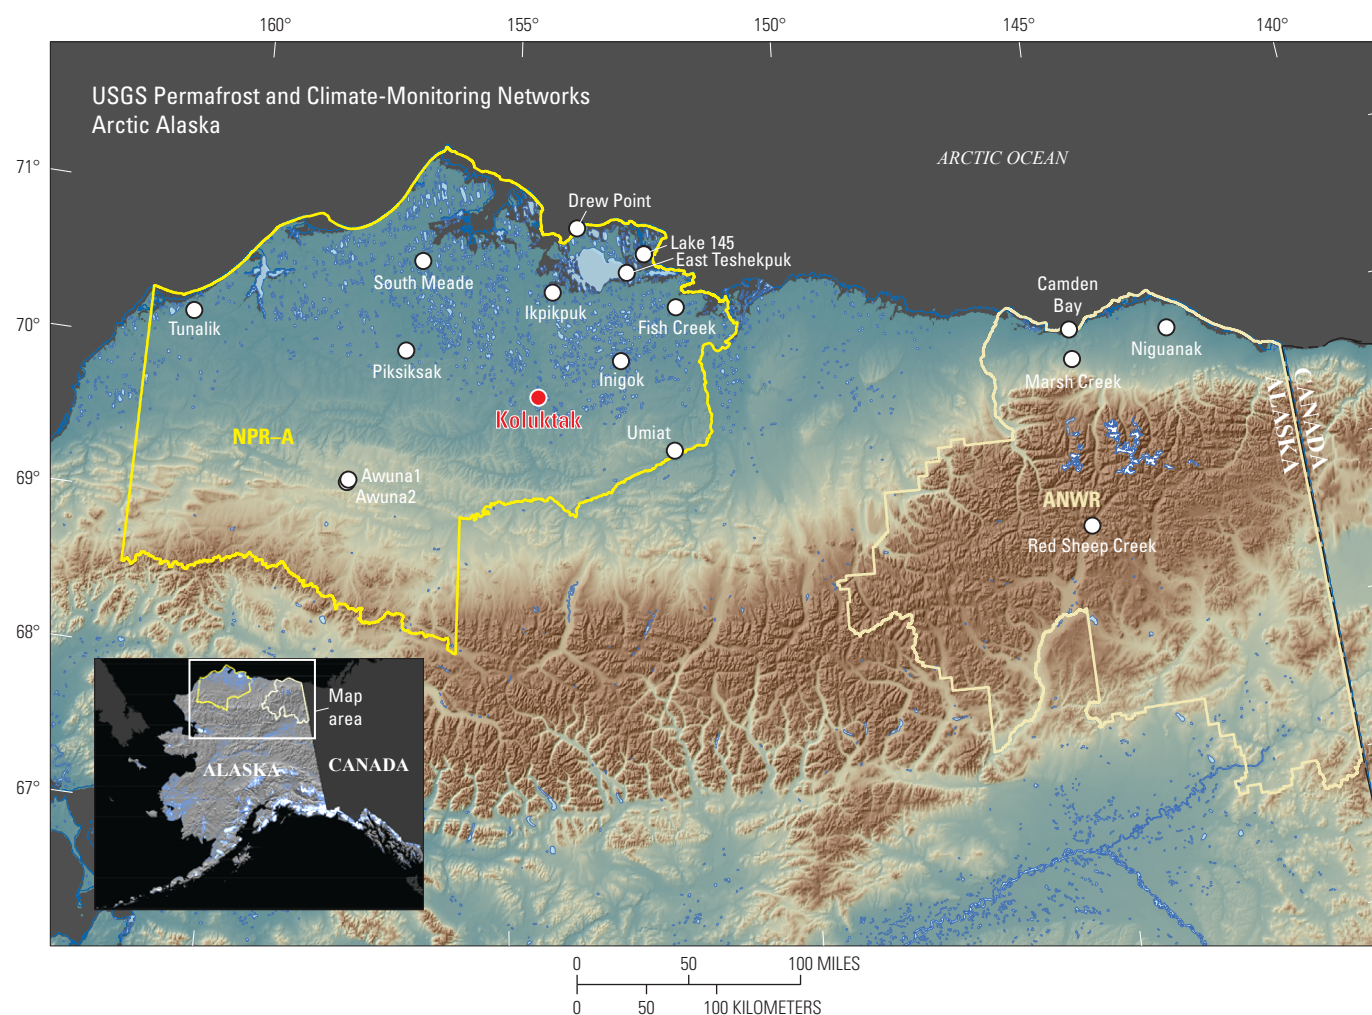 160°
155°
150°
145°
140°
USGS Permafrost and Climate-Monitoring Networks
Arctic Alaska
ARCTIC OCEAN
71°
70°
69°
68°
67°
Drew Point
Lake 145
East Teshekpuk
South Meade
Ikpikpuk
Fish Creek
Tunalik
Piksiksak
Inigok
Koluktak
NPR–A
Umiat
Awuna1
Awuna2
Camden
Bay
Niguanak
Marsh Creek
CANADA
ALASKA
ANWR
Red Sheep Creek
Map
area
ALASKA
CANADA
0 50 100 MILES
0 50 100 KILOMETERS